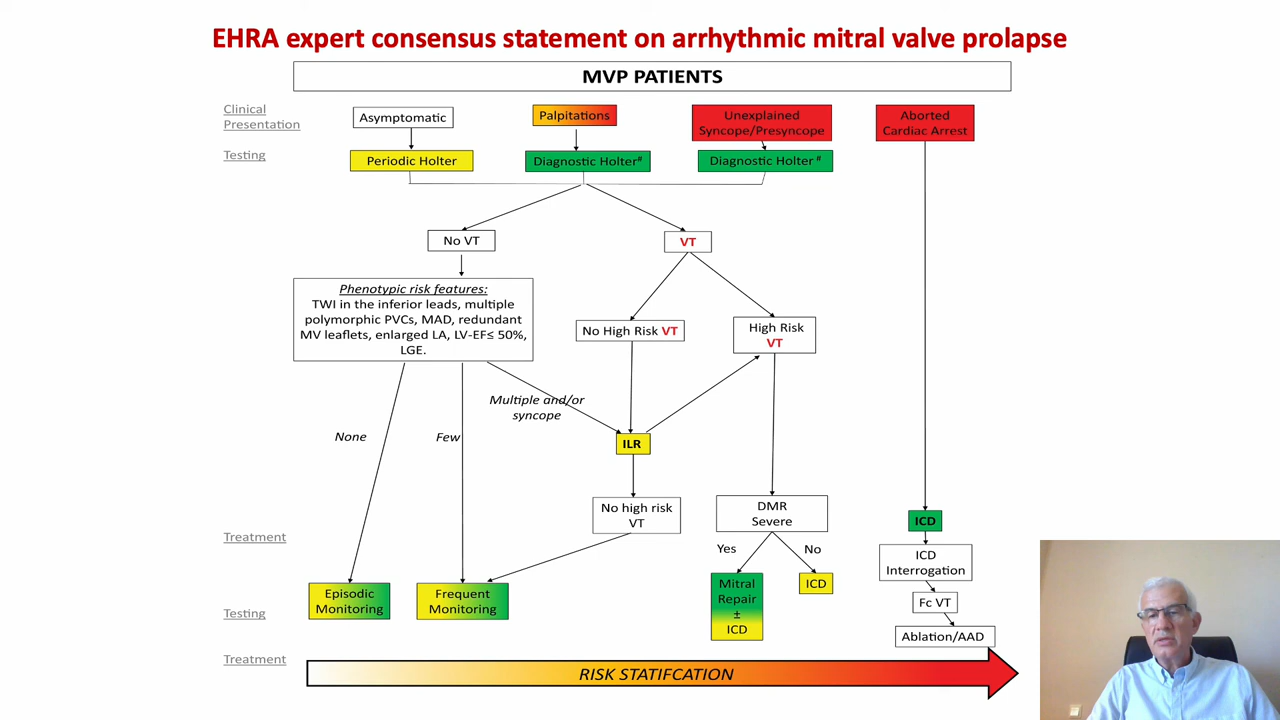 EHRA expert consensus statement on arrhythmic mitral valve prolapse
MVP PATIENTS
Clinical
Presentation
Asymptomatic
Palpitations
Unexplained
Syncope/Presyncope
Aborted
Cardiac Arrest
Testing
Periodic Holter
Diagnostic Holter#
Diagnostic Holter #
No VT
VT
Phenotypic risk features:
TWI in the inferior leads, multiple
polymorphic PVCs, MAD, redundant
MV leaflets, enlarged LA, LV-EF≤ 50%,
LGE.
No High Risk VT
High Risk
VT
Multiple and/or
syncope
None
Few
ILR
No high risk
VT
DMR
Severe
ICD
Treatment
Yes
No
ICD
Interrogation
Episodic
Monitoring
Frequent
Monitoring
Mitral
Repair
±
ICD
ICD
Fc VT
Testing
Ablation/AAD
Treatment
RISK STATIFCATION